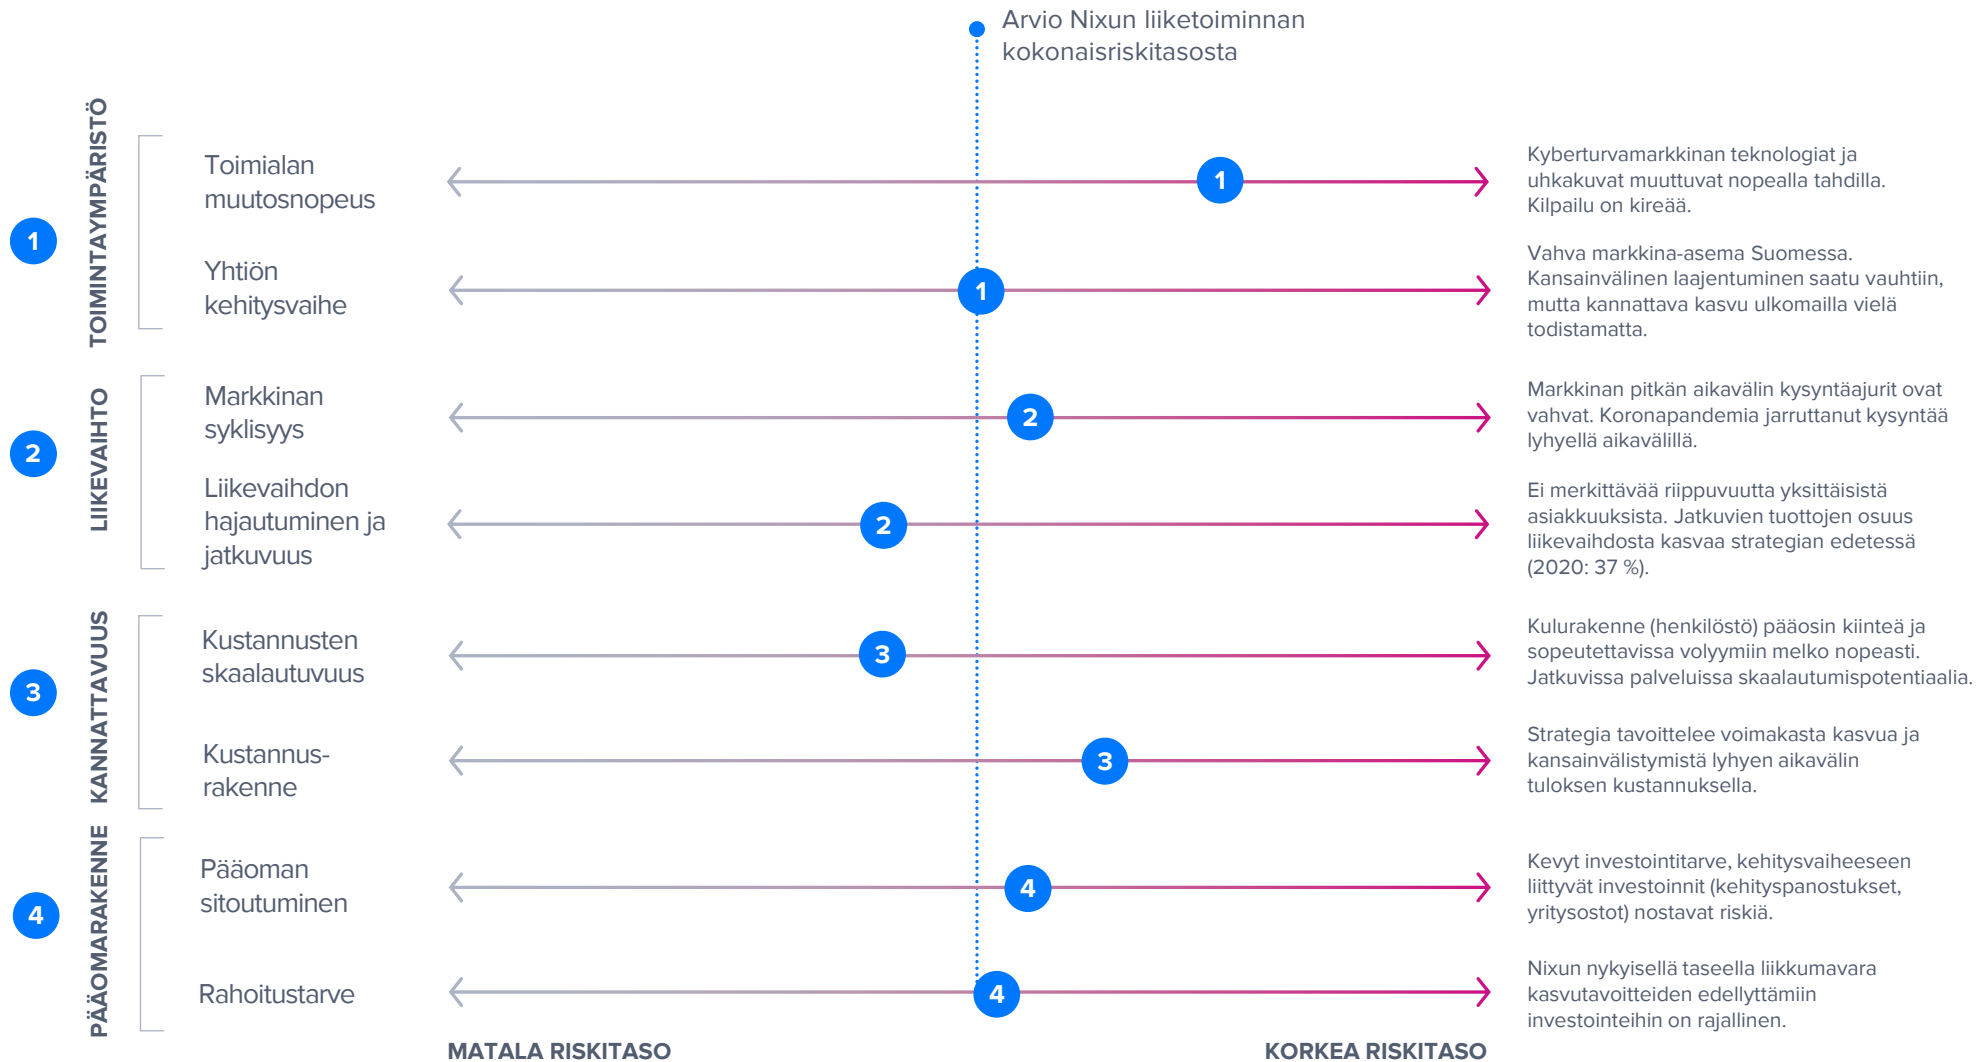 Arvio Nixun liiketoiminnan
kokonaisriskitasosta
1
TOIMINTAYMPÄRISTÖ
Toimialan
muutosnopeus
1
Kyberturvamarkkinan teknologiat ja
uhkakuvat muuttuvat nopealla tahdilla.
Kilpailu on kireää.
Yhtiön
kehitysvaihe
1
Vahva markkina-asema Suomessa.
Kansainvälinen laajentuminen saatu vauhtiin,
mutta kannattava kasvu ulkomailla vielä
todistamatta.
2
LIIKEVAIHTO
Markkinan
syklisyys
2
Markkinan pitkän aikavälin kysyntäajurit ovat
vahvat. Koronapandemia jarruttanut kysyntää
lyhyellä aikavälillä.
Liikevaihdon
hajautuminen ja
jatkuvuus
2
Ei merkittävää riippuvuutta yksittäisistä
asiakkuuksista. Jatkuvien tuottojen osuus
liikevaihdosta kasvaa strategian edetessä
(2020: 37 %).
3
KANNATTAVUUS
Kustannusten
skaalautuvuus
3
Kulurakenne (henkilöstö) pääosin kiinteä ja
sopeutettavissa volyymiin melko nopeasti.
Jatkuvissa palveluissa skaalautumispotentiaalia.
Kustannus-
rakenne
3
Strategia tavoittelee voimakasta kasvua ja
kansainvälistymistä lyhyen aikavälin
tuloksen kustannuksella.
4
PÄÄOMARAKENNE
Pääoman
sitoutuminen
4
Kevyt investointitarve, kehitysvaiheeseen
liittyvät investoinnit (kehityspanostukset,
yritysostot) nostavat riskiä.
Rahoitustarve
4
Nixun nykyisellä taseella liikkumavara
kasvutavoitteiden edellyttämiin
investointeihin on rajallinen.
MATALA RISKITASO
KORKEA RISKITASO